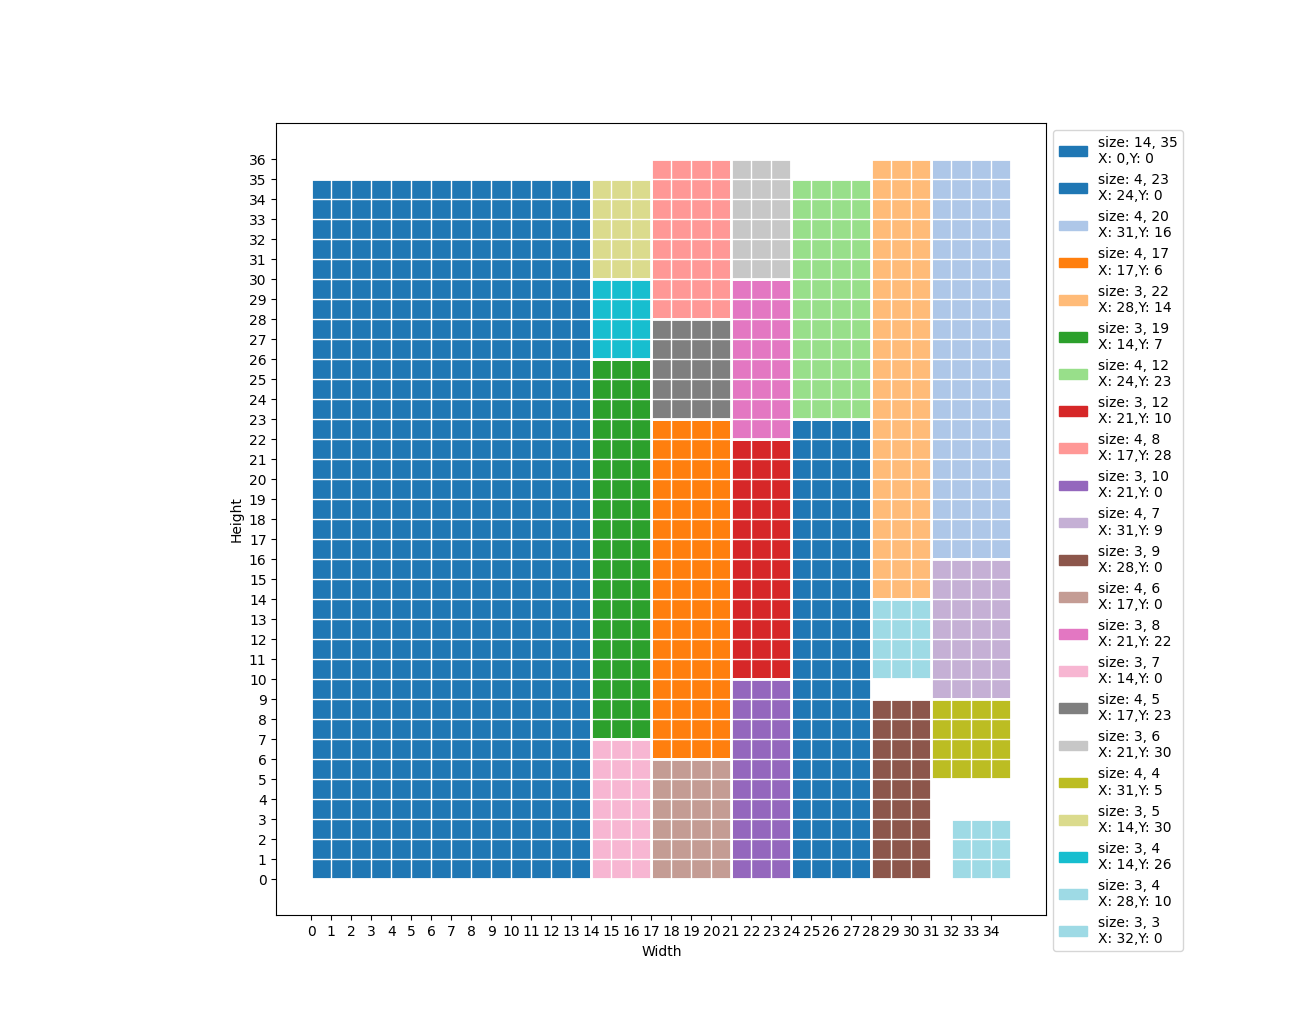 36
35
34
33
32
31
30
29
28
27
26
25
24
23
22
21
20
19
18
17
16
15
14
13
12
11
10
9
8
7
6
5
4
3
2
1
0
Height
0 1 2 3 4 5 6 7 8 9 10 11 12 13 14 15 16 17 18 19 20 21 22 23 24 25 26 27 28 29 30 31 32 33 34
Width
size: 14, 35
X: 0,Y: 0
size: 4, 23
X: 24,Y: 0
size: 4, 20
X: 31,Y: 16
size: 4, 17
X: 17,Y: 6
size: 3, 22
X: 28,Y: 14
size: 3, 19
X: 14,Y: 7
size: 4, 12
X: 24,Y: 23
size: 3, 12
X: 21,Y: 10
size: 4, 8
X: 17,Y: 28
size: 3, 10
X: 21,Y: 0
size: 4, 7
X: 31,Y: 9
size: 3, 9
X: 28,Y: 0
size: 4, 6
X: 17,Y: 0
size: 3, 8
X: 21,Y: 22
size: 3, 7
X: 14,Y: 0
size: 4, 5
X: 17,Y: 23
size: 3, 6
X: 21,Y: 30
size: 4, 4
X: 31,Y: 5
size: 3, 5
X: 14,Y: 30
size: 3, 4
X: 14,Y: 26
size: 3, 4
X: 28,Y: 10
size: 3, 3
X: 32,Y: 0